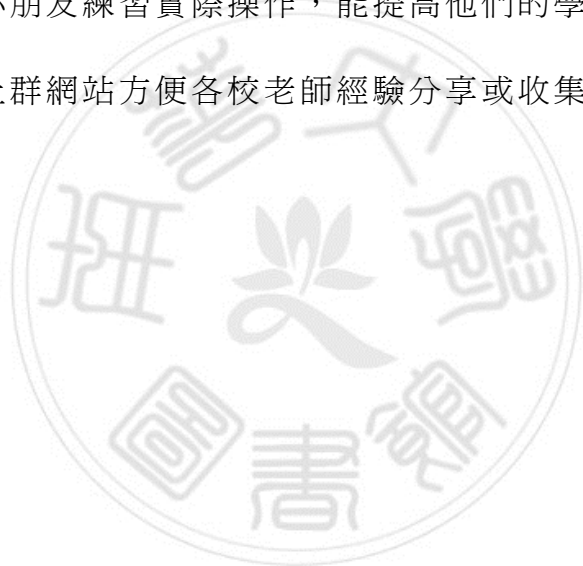 小朋友練習實際操作，能提高他們的學
社群網站方便各校老師經驗分享或收集
書